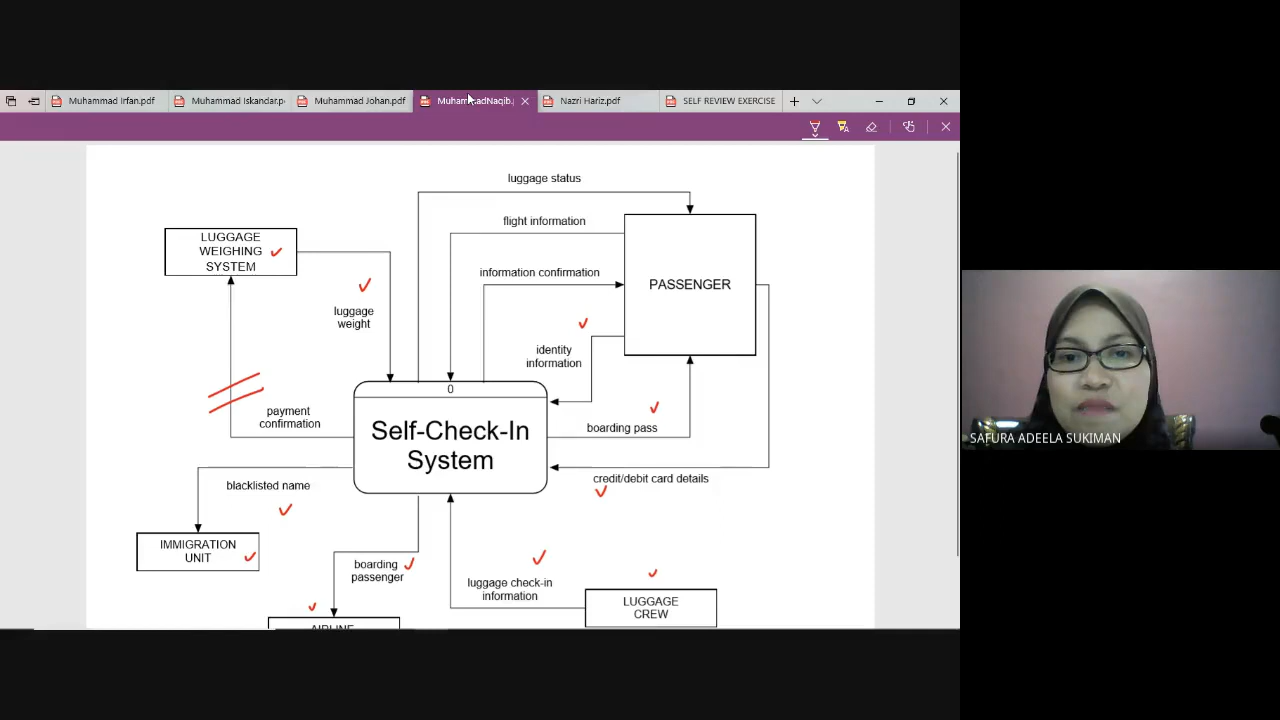 Muhammad Irfan.pdf
Muhammad Iskandar.p
Muhammad Johan.pdf
MuhammadNaqib.
Nazri Hariz.pdf
SELF REVIEW EXERCISE
luggage status
flight information
LUGGAGE
WEIGHING
SYSTEM
information confirmation
PASSENGER
luggage
weight
identity
information
0
payment
confirmation
boarding pass
Self-Check-In
System
credit/debit card details
blacklisted name
IMMIGRATION
UNIT
boarding
passenger
luggage check-in
information
LUGGAGE
CREW
AIRLINE
SAFURA ADEELA SUKIMAN